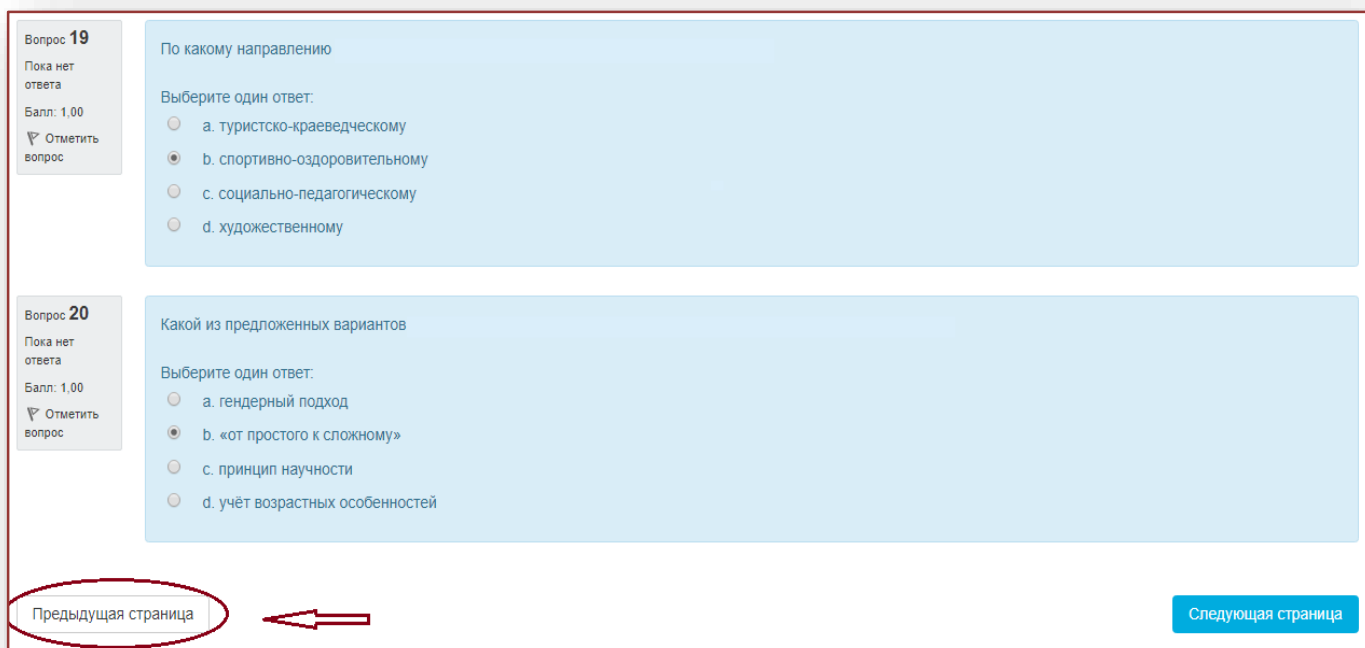 Вопрос 19
Пока нет
ответа
Балл: 1,00
Отметить
вопрос
По какому направлению
Выберите один ответ:
a. туристско-краеведческому
b. спортивно-оздоровительному
c. социально-педагогическому
d. художественному
Вопрос 20
Пока нет
ответа
Балл: 1,00
Отметить
вопрос
Какой из предложенных вариантов
Выберите один ответ:
a. гендерный подход
b. «от простого к сложному»
c. принцип научности
d. учёт возрастных особенностей
Предыдущая страница
Следующая страница